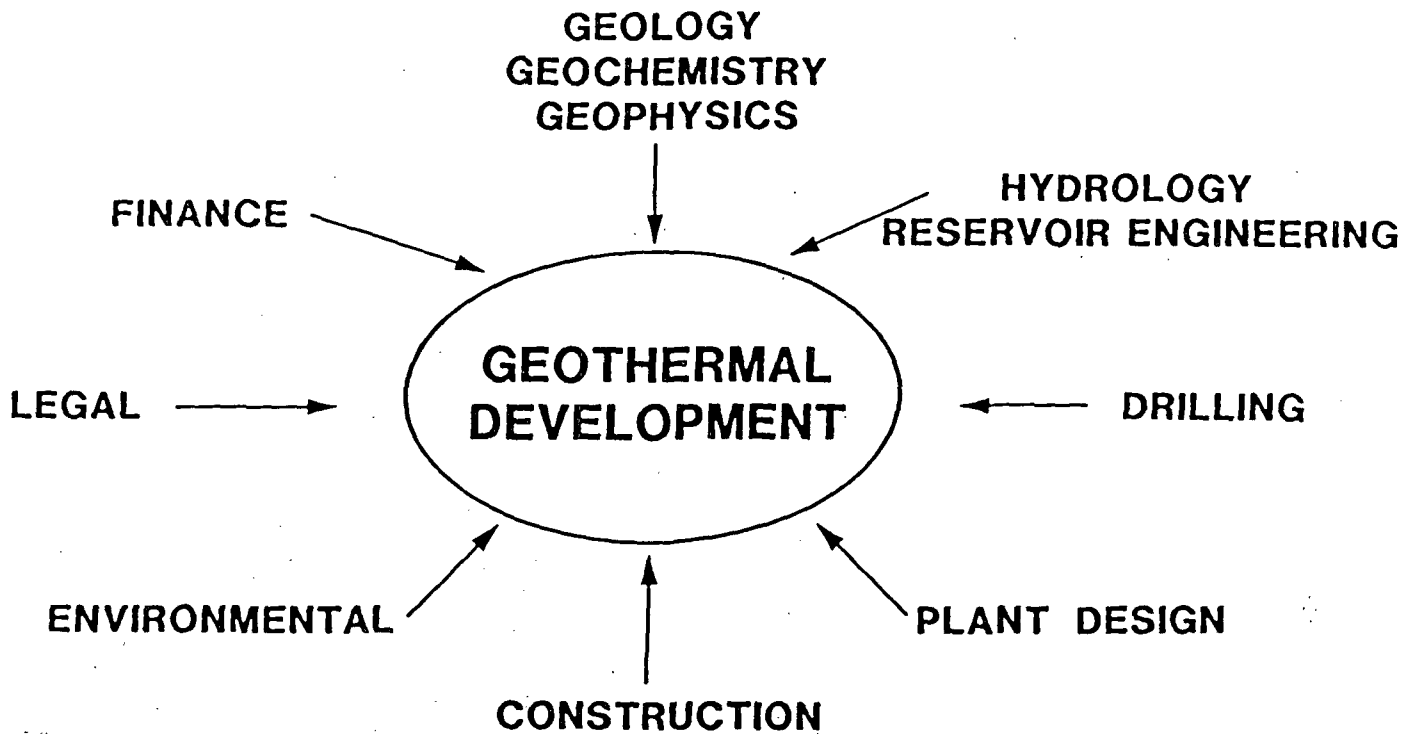 GEOLOGY
GEOCHEMISTRY
GEOPHYSICS
HYDROLOGY
RESERVOIR ENGINEERING
FINANCE
GEOTHERMAL
DEVELOPMENT
LEGAL
DRILLING
ENVIRONMENTAL
PLANT DESIGN
CONSTRUCTION